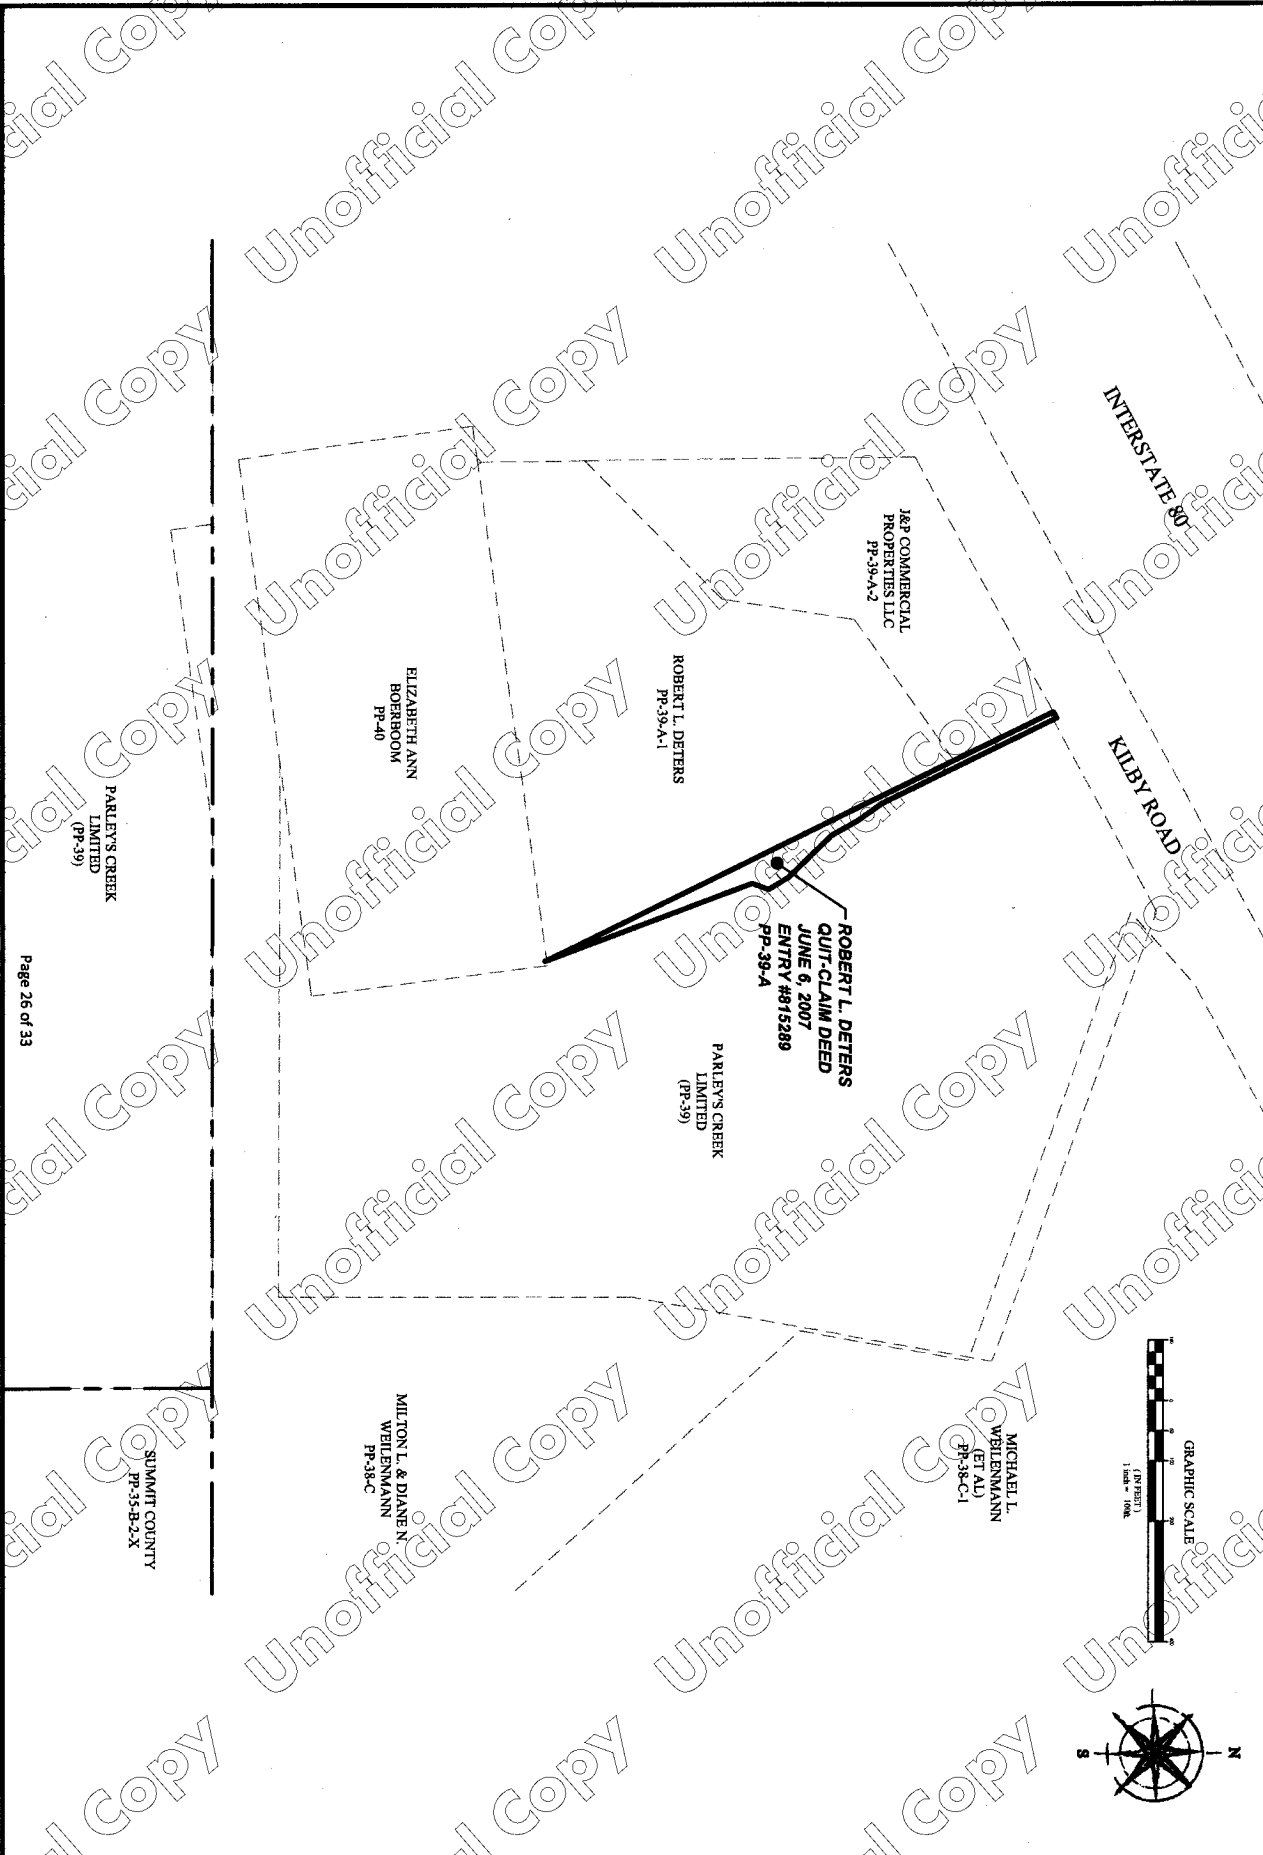 INTERSTATE 80
KILBY ROAD
GRAPHIC SCALE
( IN FEET )
1 inch = 100ft.
N
S
J&P COMMERCIAL
PROPERTIES LLC
PP-39-A-2
ROBERT L. DETERS
PP-39-A-1
ELIZABETH ANN
BOERBOOM
PP-40
ROBERT L. DETERS
QUIT-CLAIM DEED
JUNE 6, 2007
ENTRY #815289
PP-39-A
PARLEY'S CREEK
LIMITED
(PP-39)
MICHAEL L.
WEILENMANN
(ET AL)
PP-38-C-1
MILTON L. & DIANE N.
WEILENMANN
PP-38-C
PARLEY'S CREEK
LIMITED
(PP-39)
SUMMIT COUNTY
PP-35-B-2-X
Page 26 of 33
Unofficial Copy